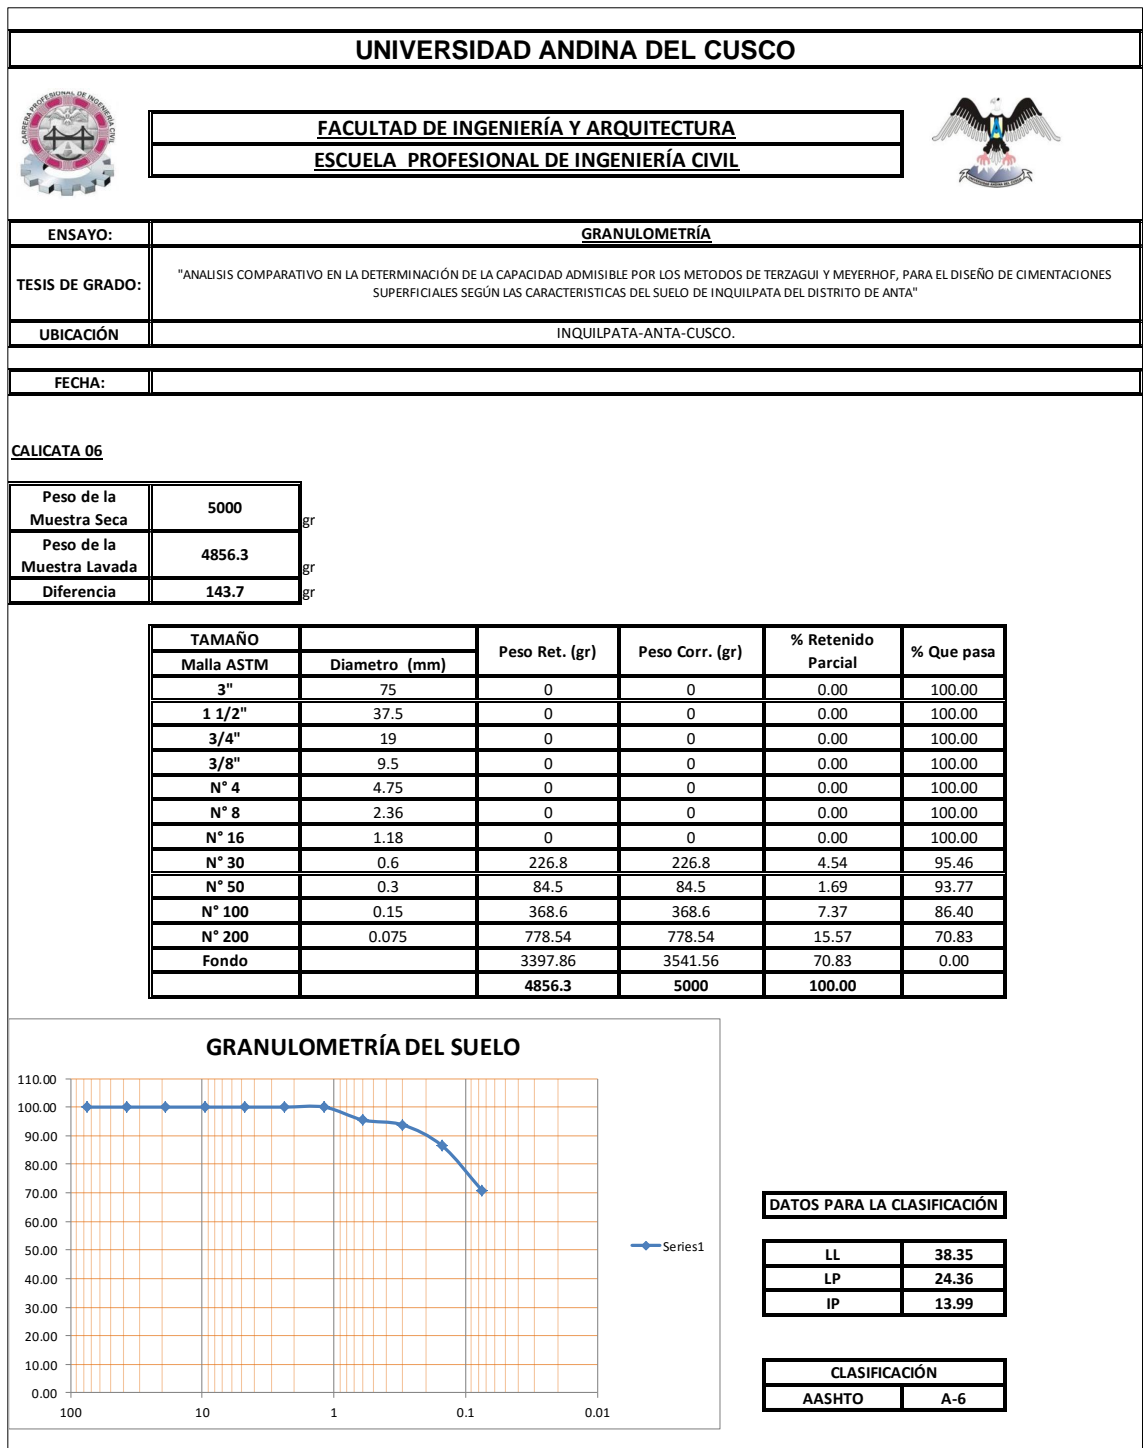 UNIVERSIDAD ANDINA DEL CUSCO
CARRERA PROFESIONAL DE INGENIERÍA CIVIL
FACULTAD DE INGENIERÍA Y ARQUITECTURA
ESCUELA PROFESIONAL DE INGENIERÍA CIVIL
UNIVERSIDAD ANDINA DEL CUSCO
ENSAYO: GRANULOMETRÍA
TESIS DE GRADO: "ANALISIS COMPARATIVO EN LA DETERMINACIÓN DE LA CAPACIDAD ADMISIBLE POR LOS METODOS DE TERZAGUI Y MEYERHOF, PARA EL DISEÑO DE CIMENTACIONES
SUPERFICIALES SEGÚN LAS CARACTERISTICAS DEL SUELO DE INQUILPATA DEL DISTRITO DE ANTA"
UBICACIÓN INQUILPATA-ANTA-CUSCO.
FECHA:
CALICATA 06
Peso de la
Muestra Seca 5000 gr
Peso de la
Muestra Lavada 4856.3 gr
Diferencia 143.7 gr
TAMAÑO Peso Ret. (gr) Peso Corr. (gr) % Retenido
Parcial % Que pasa
Malla ASTM Diametro (mm)
3" 75 0 0 0.00 100.00
1 1/2" 37.5 0 0 0.00 100.00
3/4" 19 0 0 0.00 100.00
3/8" 9.5 0 0 0.00 100.00
N° 4 4.75 0 0 0.00 100.00
N° 8 2.36 0 0 0.00 100.00
N° 16 1.18 0 0 0.00 100.00
N° 30 0.6 226.8 226.8 4.54 95.46
N° 50 0.3 84.5 84.5 1.69 93.77
N° 100 0.15 368.6 368.6 7.37 86.40
N° 200 0.075 778.54 778.54 15.57 70.83
Fondo 3397.86 3541.56 70.83 0.00
4856.3 5000 100.00
GRANULOMETRÍA DEL SUELO
110.00
100.00
90.00
80.00
70.00
60.00
50.00
40.00
30.00
20.00
10.00
0.00
100 10 1 0.1 0.01
Series1
DATOS PARA LA CLASIFICACIÓN
LL 38.35
LP 24.36
IP 13.99
CLASIFICACIÓN
AASHTO A-6